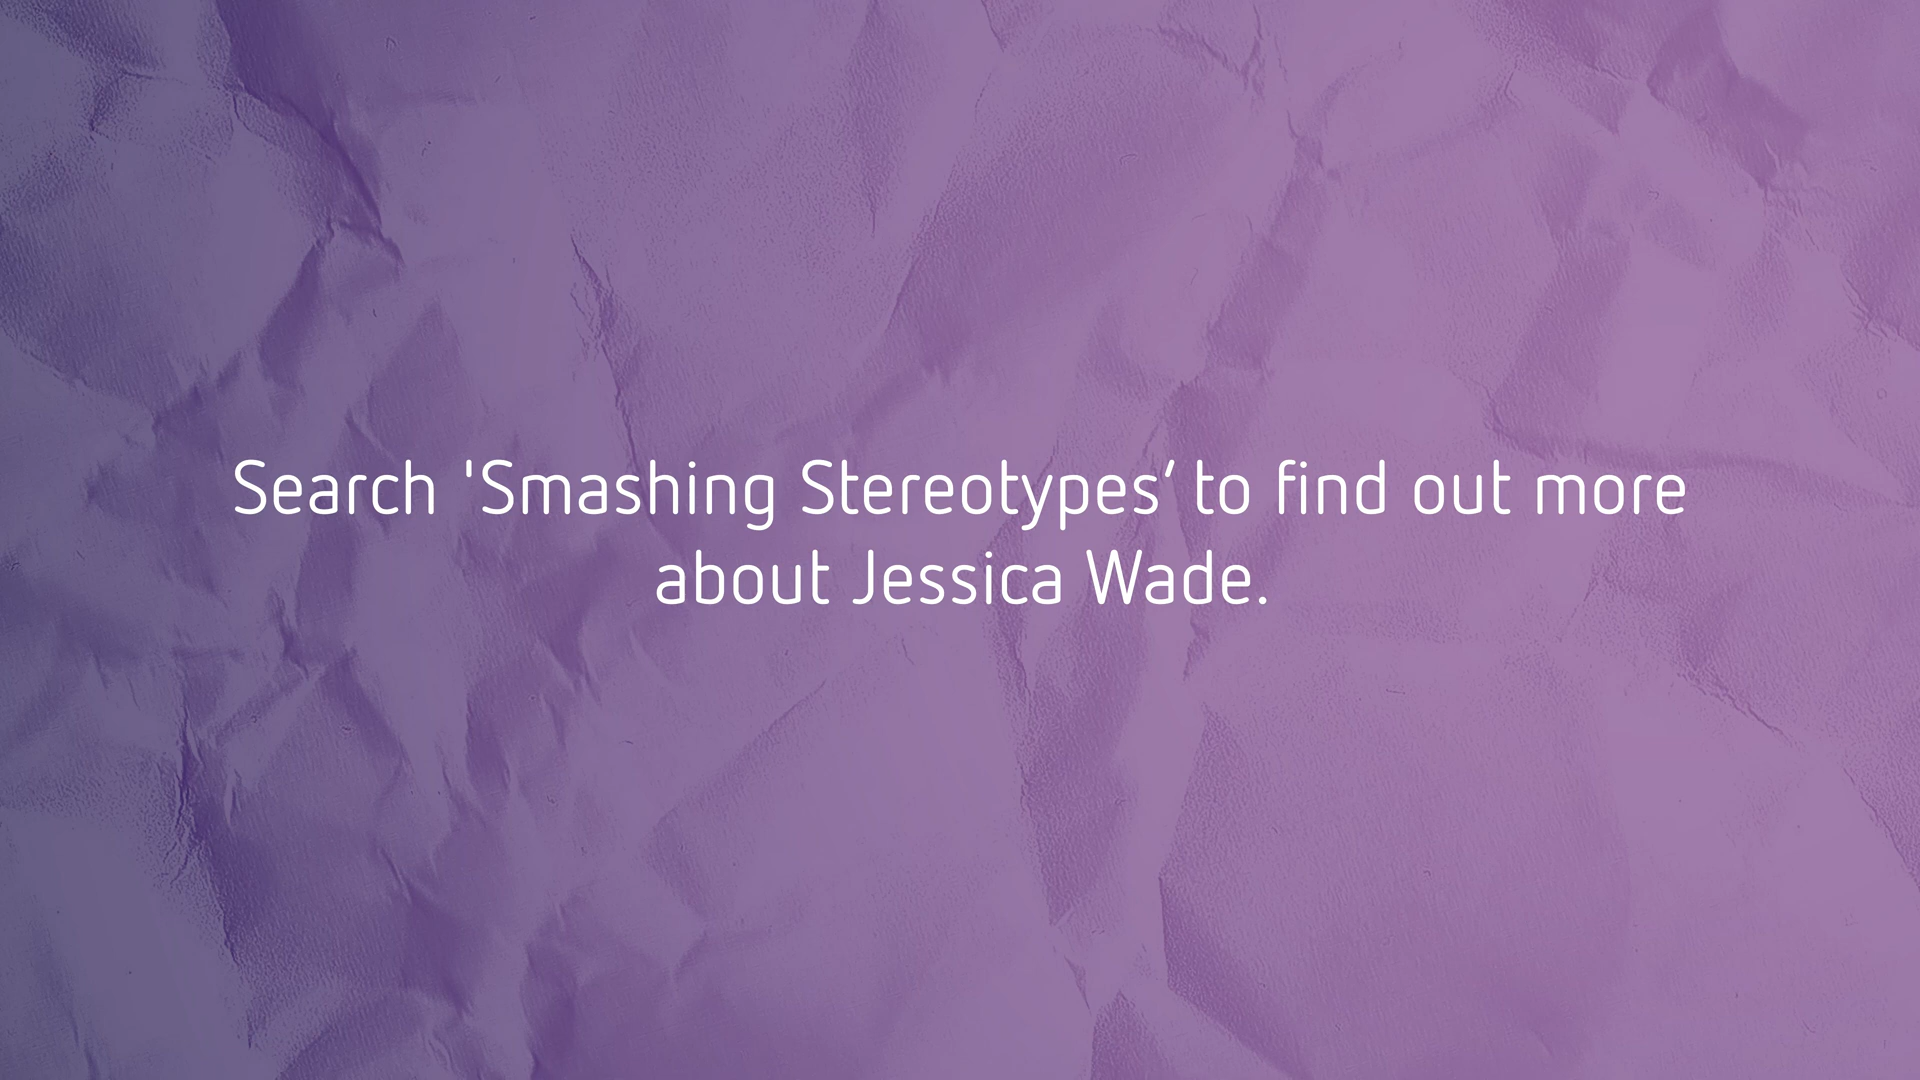 Search 'Smashing Stereotypes’ to find out more
about Jessica Wade.